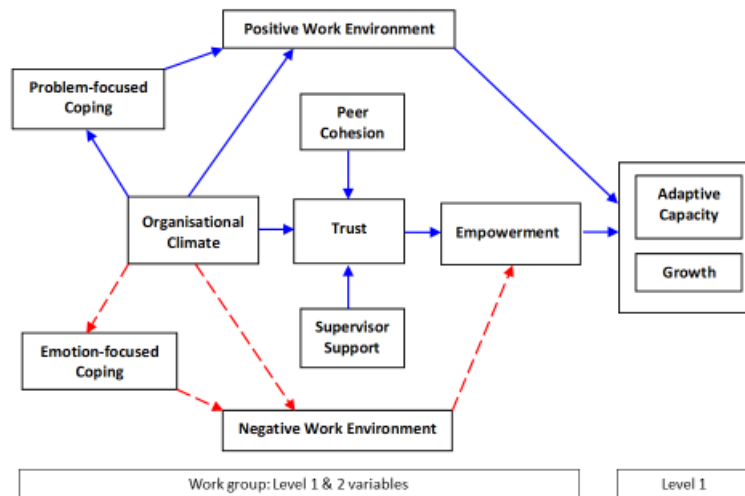 Positive Work Environment
Problem-focused
Coping
Peer
Cohesion
Adaptive
Capacity
Organisational
Climate
Trust
Empowerment
Growth
Supervisor
Support
Emotion-focused
Coping
Negative Work Environment
Work group: Level 1 & 2 variables
Level 1